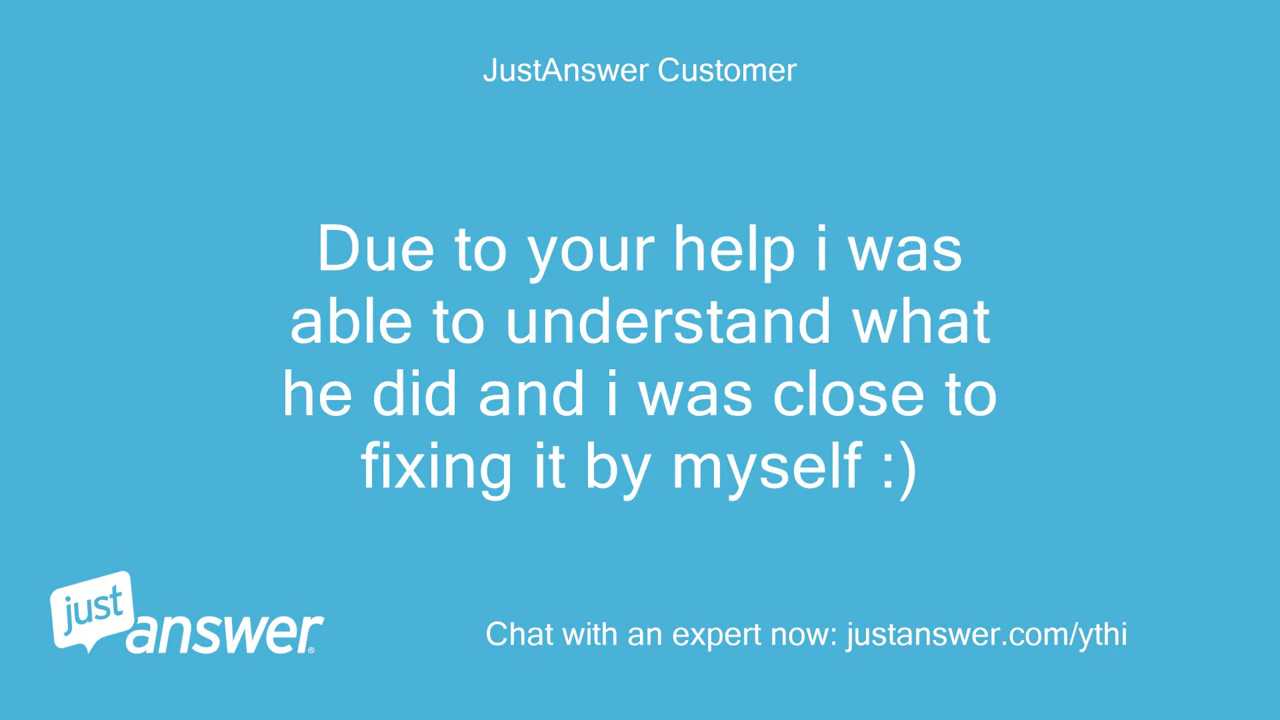 JustAnswer Customer
Due to your help i was
able to understand what
he did and i was close to
fixing it by myself :)
just
answer®
Chat with an expert now: justanswer.com/ythi